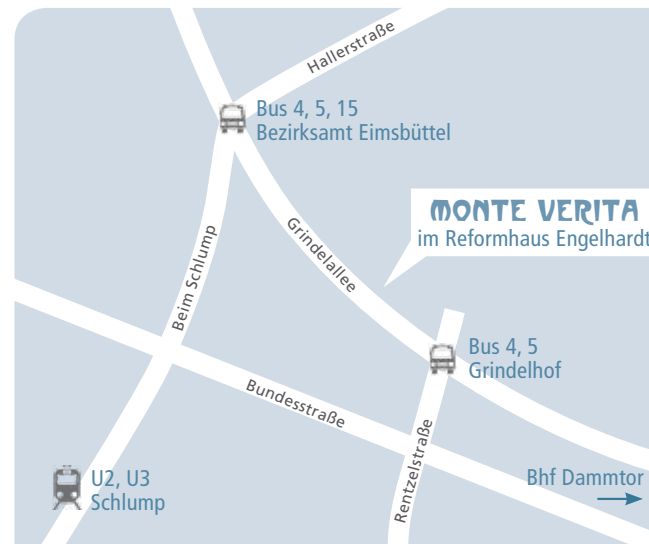 Hallerstraße
Bus 4, 5, 15
Bezirksamt Eimsbüttel
MONTE VERITA
im Reformhaus Engelhardt
Grindelallee
Beim Schlump
Bus 4, 5
Grindelhof
Bundesstraße
Rentzelstraße
U2, U3
Schlump
Bhf Dammtor